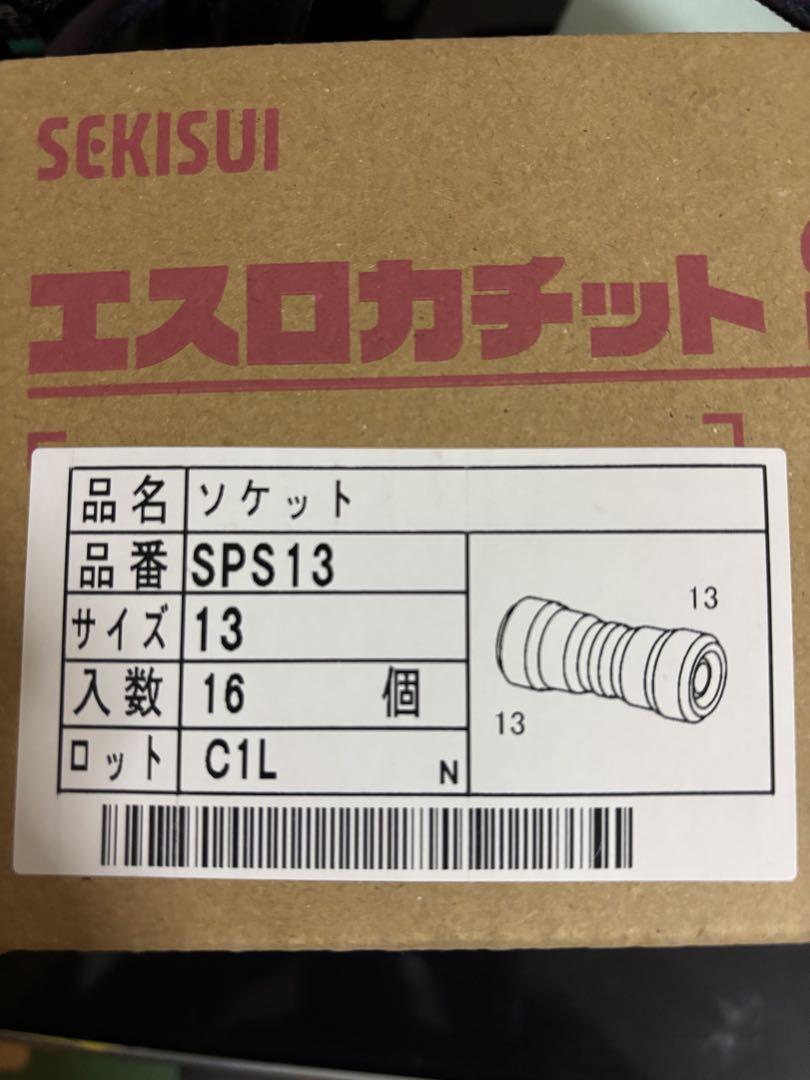 SEKISUI
エスロカチット
品名 ソケット
品番 SPS13
サイズ 13
入数 16 個
ロット C1L N
13
13